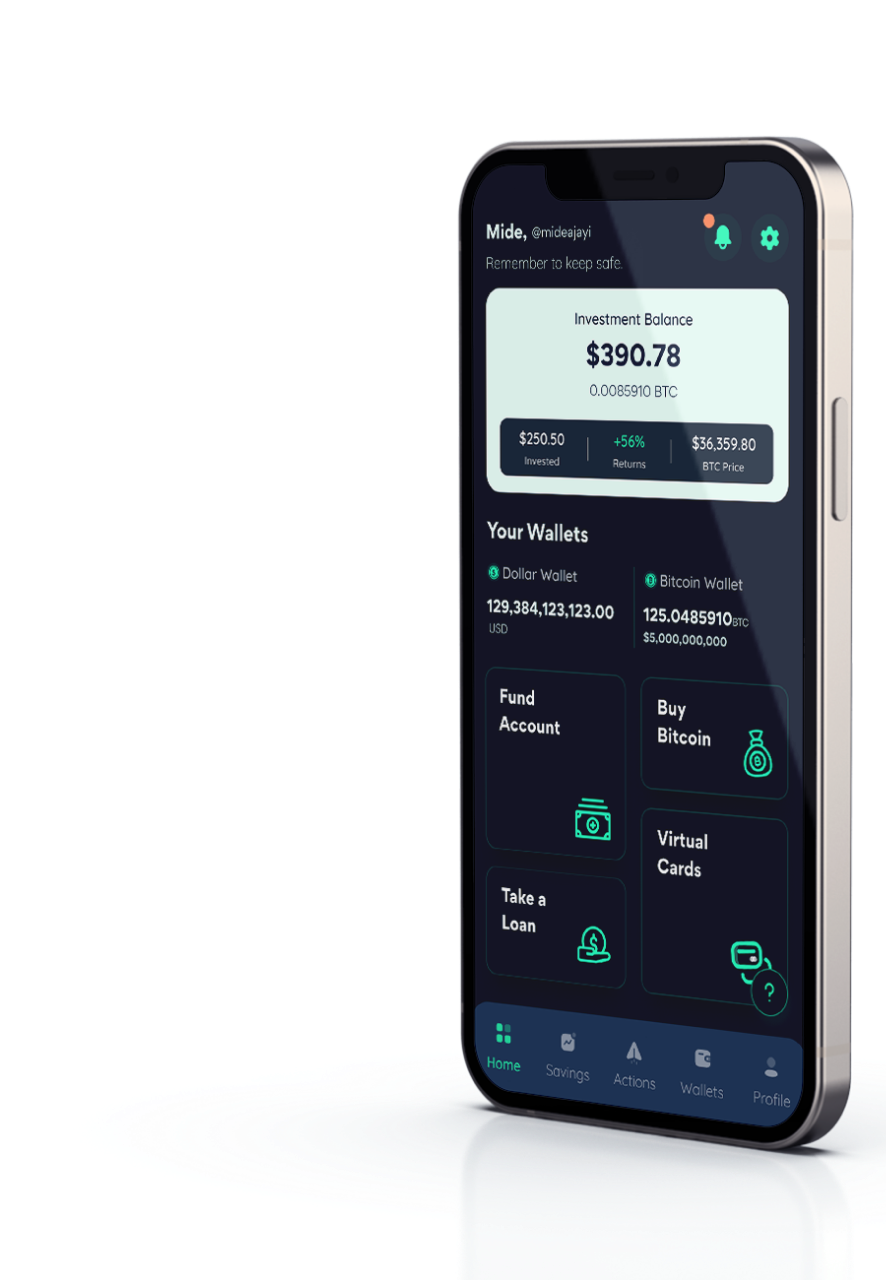 Mide, @mideajayi
Remember to keep safe.
Investment Balance
$390.78
0.0085910 BTC
$250.50
Invested
+56%
Returns
$36,359.80
BTC Price
Your Wallets
Dollar Wallet
129,384,123,123.00
USD
Bitcoin Wallet
125.0485910BTC
$5,000,000,000
Fund
Account
Buy
Bitcoin
Virtual
Cards
Take a
Loan
?
Home
Savings
Actions
Wallets
Profile